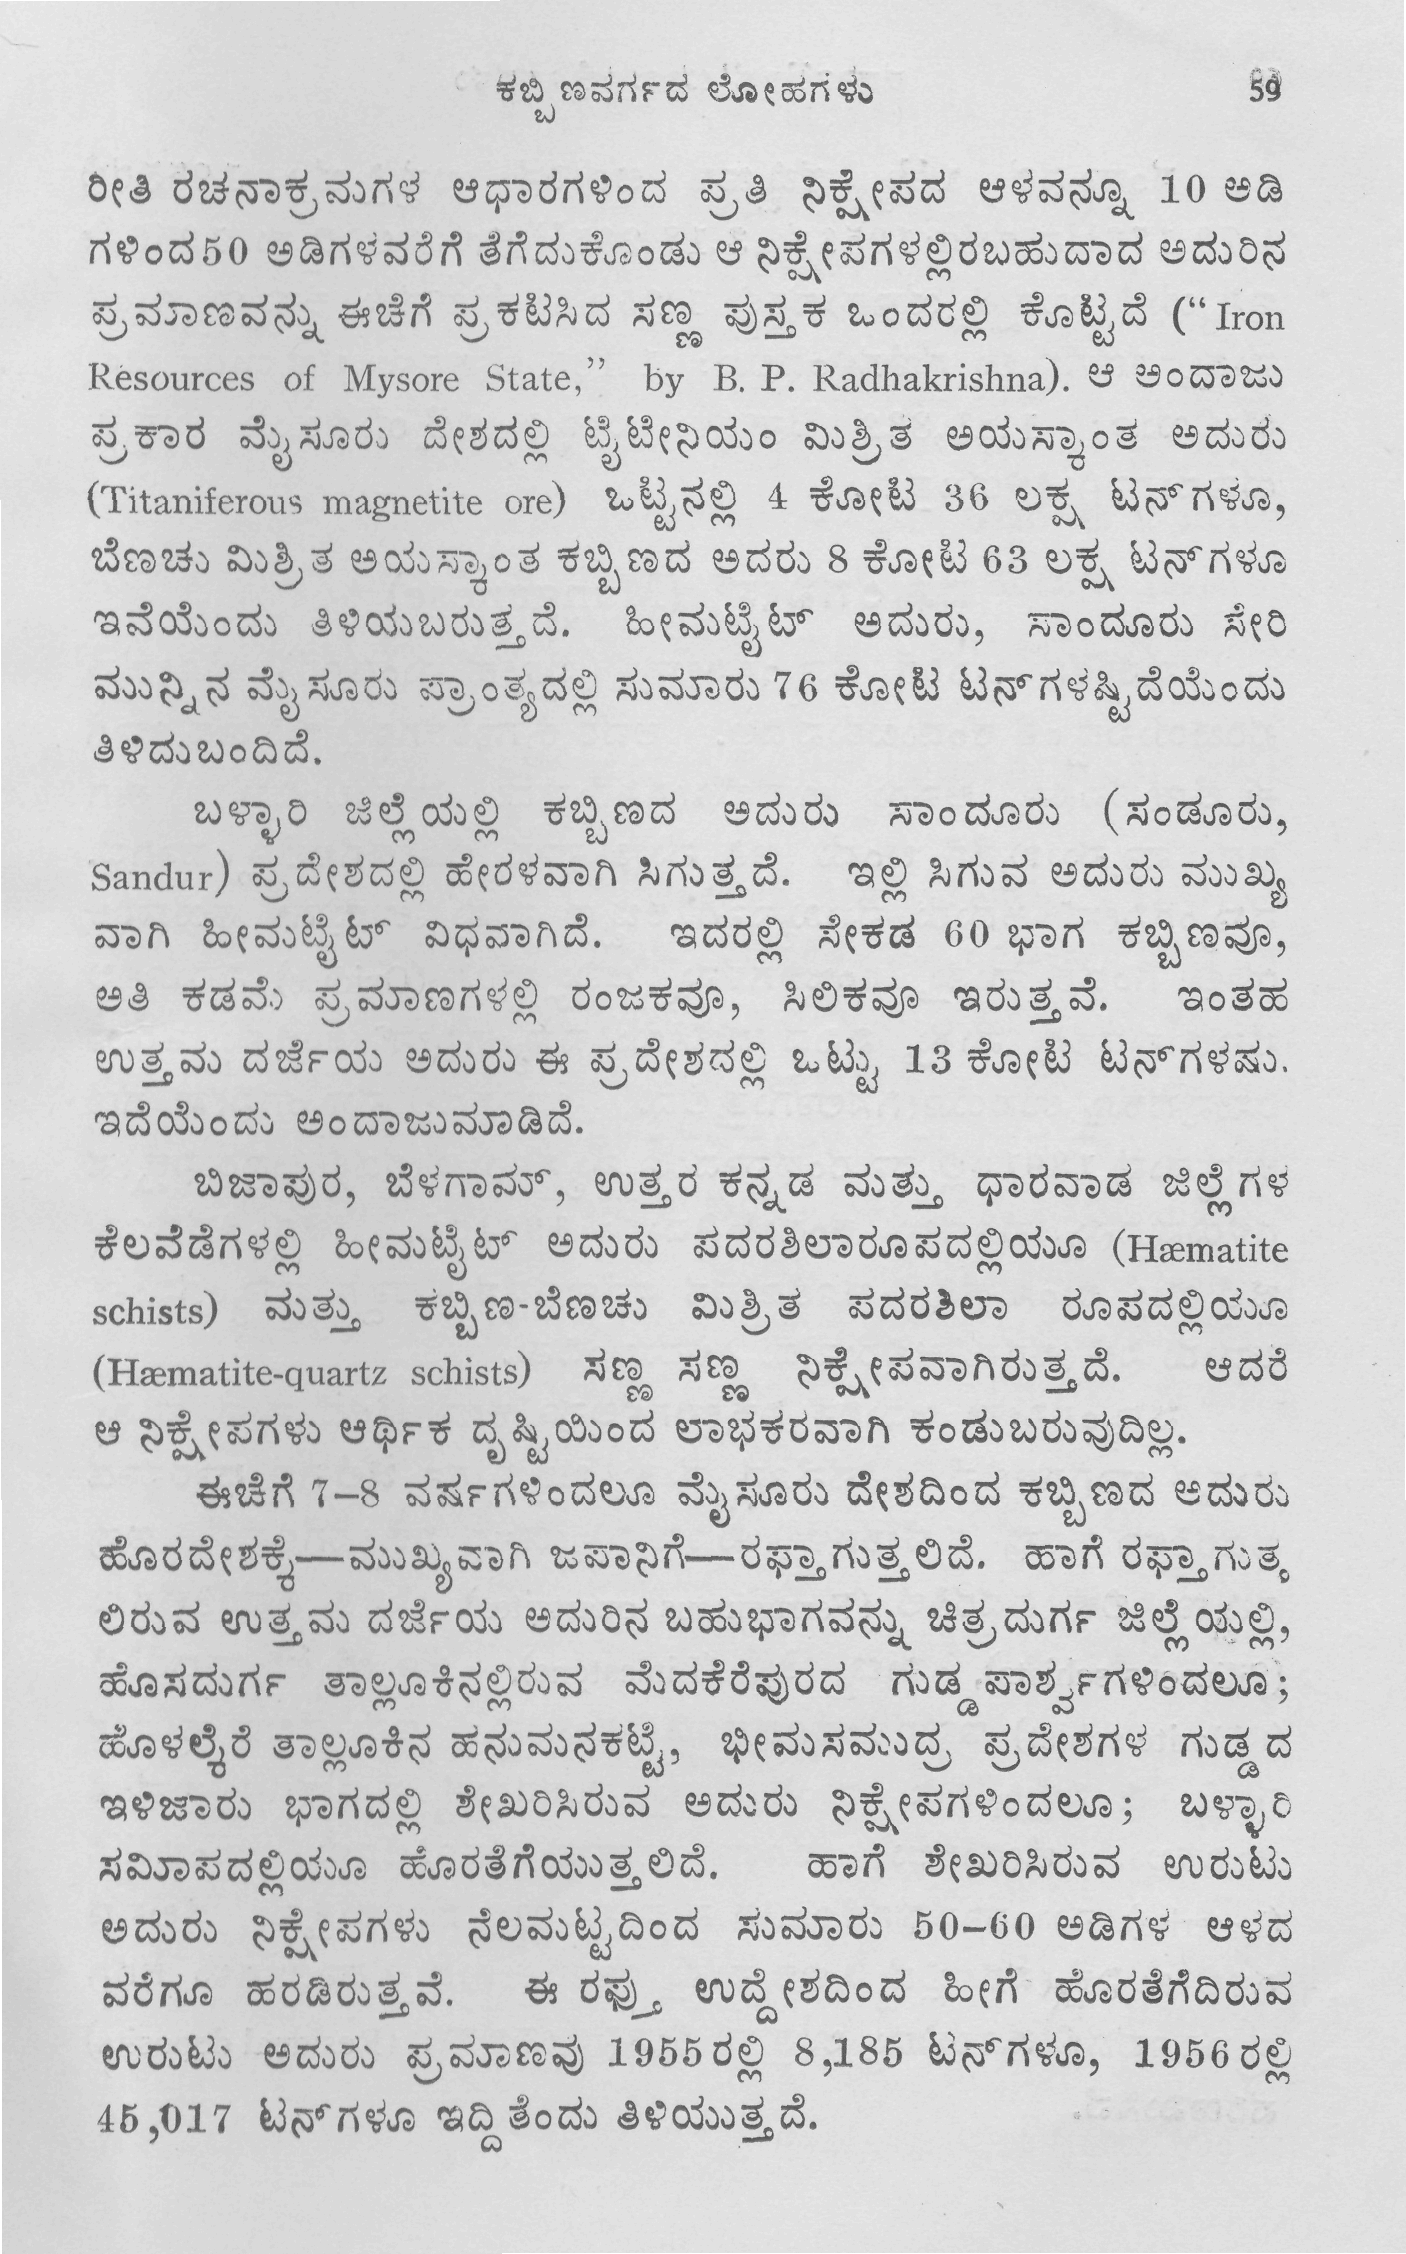 ಕಬ್ಬಿಣವರ್ಗದ ಲೋಹಗಳು 59
ರೀತಿ ರಚನಾಕ್ರಮಗಳ ಆಧಾರಗಳಿಂದ ಪ್ರತಿ ನಿಕ್ಷೇಪದ ಆಳವನ್ನೂ 10 ಅಡಿ
ಗಳಿಂದ 50 ಅಡಿಗಳವರೆಗೆ ತೆಗೆದುಕೊಂಡು ಆ ನಿಕ್ಷೇಪಗಳಲ್ಲಿರಬಹುದಾದ ಅದುರಿನ
ಪ್ರಮಾಣವನ್ನು ಈಚೆಗೆ ಪ್ರಕಟಿಸಿದ ಸಣ್ಣ ಪುಸ್ತಕ ಒಂದರಲ್ಲಿ ಕೊಟ್ಟಿದೆ (“ Iron
Resources of Mysore State,” by B. P. Radhakrishna). ಆ ಅಂದಾಜು
ಪ್ರಕಾರ ಮೈಸೂರು ದೇಶದಲ್ಲಿ ಟೈಟೇನಿಯಂ ಮಿಶ್ರಿತ ಅಯಸ್ಕಾಂತ ಅದುರು
(Titaniferous magnetite ore) ಒಟ್ಟಿನಲ್ಲಿ 4 ಕೋಟಿ 36 ಲಕ್ಷ ಟನ್‌ಗಳೂ,
ಬೆಣಚು ಮಿಶ್ರಿತ ಅಯಸ್ಕಾಂತ ಕಬ್ಬಿಣದ ಅದರು 8 ಕೋಟಿ 63 ಲಕ್ಷ ಟನ್‌ಗಳೂ
ಇವೆಯೆಂದು ತಿಳಿಯಬರುತ್ತದೆ. ಹೀಮಟೈಟ್ ಅದುರು, ಸಾಂದೂರು ಸೇರಿ
ಮುನ್ನಿನ ಮೈಸೂರು ಪ್ರಾಂತ್ಯದಲ್ಲಿ ಸುಮಾರು 76 ಕೋಟಿ ಟನ್‌ಗಳಷ್ಟಿದೆಯೆಂದು
ತಿಳಿದುಬಂದಿದೆ.
ಬಳ್ಳಾರಿ ಜಿಲ್ಲೆಯಲ್ಲಿ ಕಬ್ಬಿಣದ ಅದುರು ಸಾಂದೂರು (ಸಂಡೂರು,
Sandur) ಪ್ರದೇಶದಲ್ಲಿ ಹೇರಳವಾಗಿ ಸಿಗುತ್ತದೆ. ಇಲ್ಲಿ ಸಿಗುವ ಅದುರು ಮುಖ್ಯ
ವಾಗಿ ಹೀಮಟೈಟ್ ವಿಧವಾಗಿದೆ. ಇದರಲ್ಲಿ ಸೇಕಡ 60 ಭಾಗ ಕಬ್ಬಿಣವೂ,
ಅತಿ ಕಡಮೆ ಪ್ರಮಾಣಗಳಲ್ಲಿ ರಂಜಕವೂ, ಸಿಲಿಕವೂ ಇರುತ್ತವೆ. ಇಂತಹ
ಉತ್ತಮ ದರ್ಜೆಯ ಅದುರು ಈ ಪ್ರದೇಶದಲ್ಲಿ ಒಟ್ಟು 13 ಕೋಟಿ ಟನ್‌ಗಳಷು.
ಇದೆಯೆಂದು ಅಂದಾಜುಮಾಡಿದೆ.
ಬಿಜಾಪುರ, ಬೆಳಗಾಮ್, ಉತ್ತರ ಕನ್ನಡ ಮತ್ತು ಧಾರವಾಡ ಜಿಲ್ಲೆಗಳ
ಕೆಲವೆಡೆಗಳಲ್ಲಿ ಹೀಮಟೈಟ್ ಅದುರು ಪದರಶಿಲಾರೂಪದಲ್ಲಿಯೂ (Hæmatite
schists) ಮತ್ತು ಕಬ್ಬಿಣ-ಬೆಣಚು ಮಿಶ್ರಿತ ಪದರಶಿಲಾ ರೂಪದಲ್ಲಿಯೂ
(Hæmatite-quartz schists) ಸಣ್ಣ ಸಣ್ಣ ನಿಕ್ಷೇಪವಾಗಿರುತ್ತದೆ. ಆದರೆ
ಆ ನಿಕ್ಷೇಪಗಳು ಆರ್ಥಿಕ ದೃಷ್ಟಿಯಿಂದ ಲಾಭಕರವಾಗಿ ಕಂಡುಬರುವುದಿಲ್ಲ.
ಈಚೆಗೆ 7–8 ವರ್ಷಗಳಿಂದಲೂ ಮೈಸೂರು ದೇಶದಿಂದ ಕಬ್ಬಿಣದ ಅದುರು
ಹೊರದೇಶಕ್ಕೆ—ಮುಖ್ಯವಾಗಿ ಜಪಾನಿಗೆ—ರಫ್ತಾಗುತ್ತಲಿದೆ. ಹಾಗೆ ರಫ್ತಾಗುತ್ತ
ಲಿರುವ ಉತ್ತಮ ದರ್ಜೆಯ ಅದುರಿನ ಬಹುಭಾಗವನ್ನು ಚಿತ್ರದುರ್ಗ ಜಿಲ್ಲೆಯಲ್ಲಿ,
ಹೊಸದುರ್ಗ ತಾಲ್ಲೂಕಿನಲ್ಲಿರುವ ಮೆದಕೆರೆಪುರದ ಗುಡ್ಡಪಾರ್ಶ್ವಗಳಿಂದಲೂ;
ಹೊಳಲ್ಕೆರೆ ತಾಲ್ಲೂಕಿನ ಹನುಮನಕಟ್ಟೆ, ಭೀಮಸಮುದ್ರ ಪ್ರದೇಶಗಳ ಗುಡ್ಡದ
ಇಳಿಜಾರು ಭಾಗದಲ್ಲಿ ಶೇಖರಿಸಿರುವ ಅದುರು ನಿಕ್ಷೇಪಗಳಿಂದಲೂ; ಬಳ್ಳಾರಿ
ಸಮೀಪದಲ್ಲಿಯೂ ಹೊರತೆಗೆಯುತ್ತಲಿದೆ. ಹಾಗೆ ಶೇಖರಿಸಿರುವ ಉರುಟು
ಅದುರು ನಿಕ್ಷೇಪಗಳು ನೆಲಮಟ್ಟದಿಂದ ಸುಮಾರು 50–60 ಅಡಿಗಳ ಆಳದ
ವರೆಗೂ ಹರಡಿರುತ್ತವೆ. ಈ ರಫ್ತು ಉದ್ದೇಶದಿಂದ ಹೀಗೆ ಹೊರತೆಗೆದಿರುವ
ಉರುಟು ಅದುರು ಪ್ರಮಾಣವು 1955ರಲ್ಲಿ 8,185 ಟನ್‌ಗಳೂ, 1956ರಲ್ಲಿ
45,017 ಟನ್‌ಗಳೂ ಇದ್ದಿತೆಂದು ತಿಳಿಯುತ್ತದೆ.